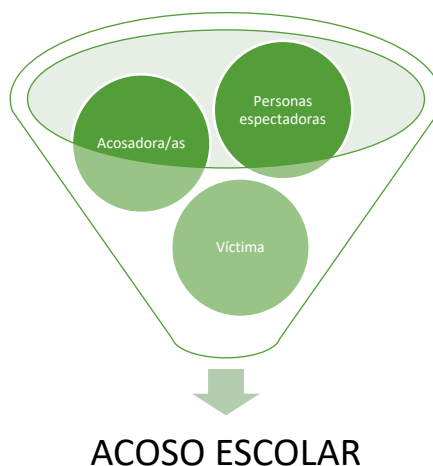 Personas
espectadoras
Acosadora/as
Víctima
ACOSO ESCOLAR